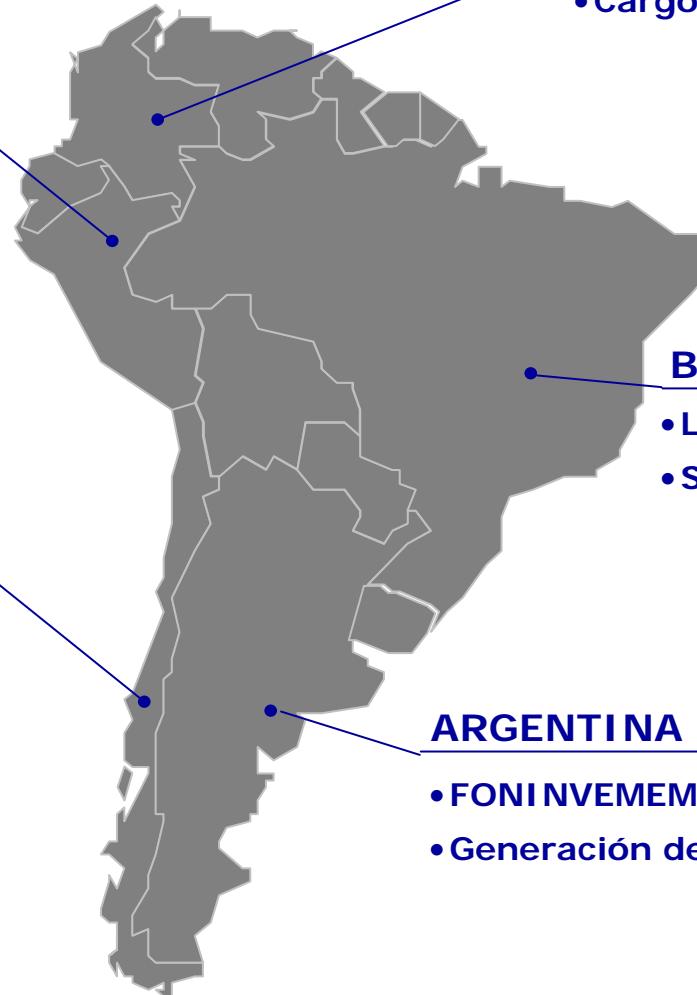 • Cargo
B
• L
• S
ARGENTINA
• FONINVEMEM
• Generación de